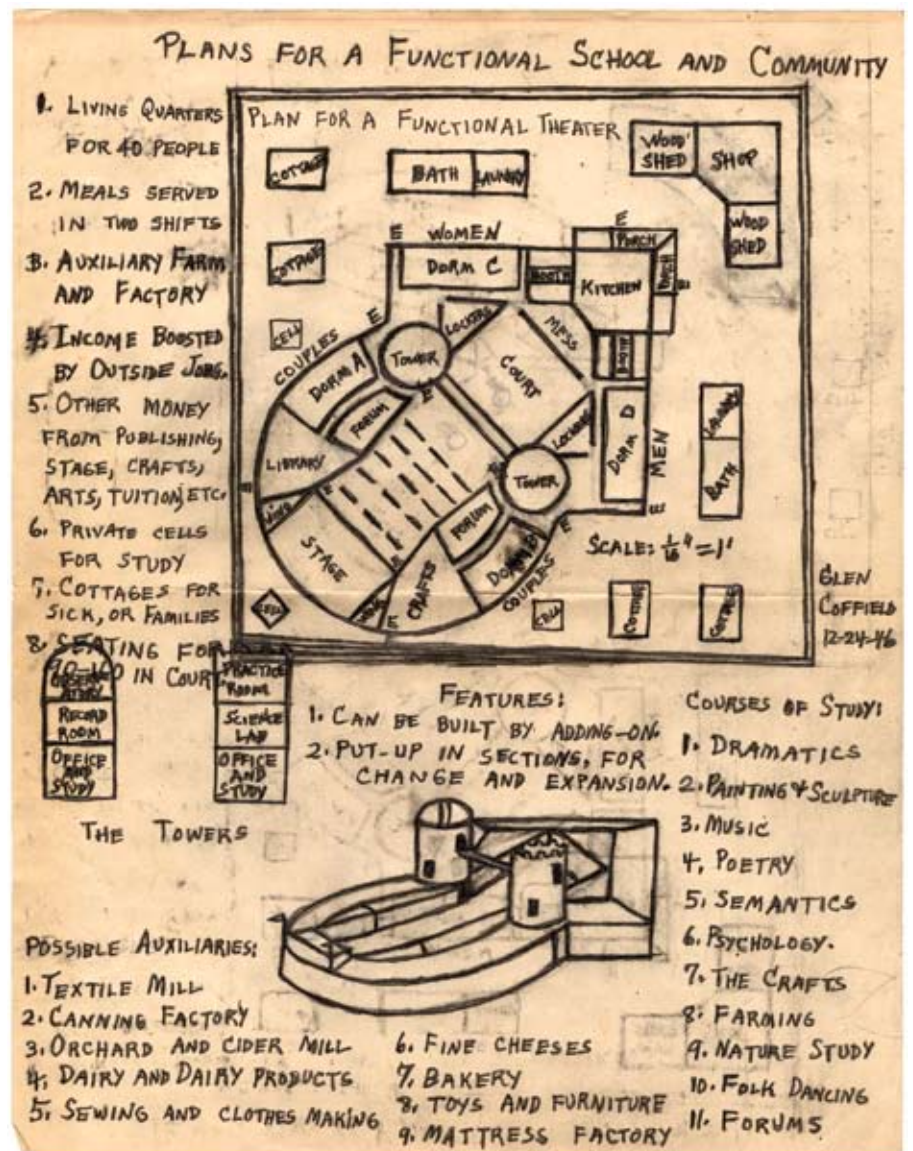 PLANS FOR A FUNCTIONAL SCHOOL AND COMMUNITY
1. LIVING QUARTERS
FOR 40 PEOPLE
2. MEALS SERVED
IN TWO SHIFTS
3. AUXILIARY FARM
AND FACTORY
4. INCOME BOOSTED
BY OUTSIDE JOBS.
5. OTHER MONEY
FROM PUBLISHING,
STAGE, CRAFTS,
ARTS, TUITION, ETC.
6. PRIVATE CELLS
FOR STUDY
7. COTTAGES FOR
SICK, OR FAMILIES
8. SEATING FOR
IN COURT
PLAN FOR A FUNCTIONAL THEATER
COTTAGE
BATH
LAUNDRY
WOOD SHED
SHOP
WOOD SHED
COTTAGE
E
WOMEN
E
PORCH
DORM C
BOOTH
KITCHEN
PORCH
E
CELL
COUPLES
E
LOCKERS
MESS
TOWER
COURT
BOOTH
DORM A
E
FORUM
LOCKERS
DORM D
MEN
LAUNDRY
LIBRARY
E
TOWER
BATH
E
WING
E
FORUM
E
E
STAGE
CRAFTS
DORM B
COUPLES
SCALE: 1/16" = 1'
CELL
E
CELL
COTTAGE
COTTAGE
GLEN
COFFIELD
12-24-46
OBSERVATORY
RECORD
ROOM
OFFICE
AND
STUDY
PRACTICE
ROOM
SCIENCE
LAB
OFFICE
AND
STUDY
THE TOWERS
FEATURES:
1. CAN BE BUILT BY ADDING-ON.
2. PUT-UP IN SECTIONS, FOR
CHANGE AND EXPANSION.
COURSES OF STUDY:
1. DRAMATICS
2. PAINTING & SCULPTURE
3. MUSIC
4. POETRY
5. SEMANTICS
6. PSYCHOLOGY.
7. THE CRAFTS
8. FARMING
9. NATURE STUDY
10. FOLK DANCING
11. FORUMS
POSSIBLE AUXILIARIES:
1. TEXTILE MILL
2. CANNING FACTORY
3. ORCHARD AND CIDER MILL
4. DAIRY AND DAIRY PRODUCTS
5. SEWING AND CLOTHES MAKING
6. FINE CHEESES
7. BAKERY
8. TOYS AND FURNITURE
9. MATTRESS FACTORY